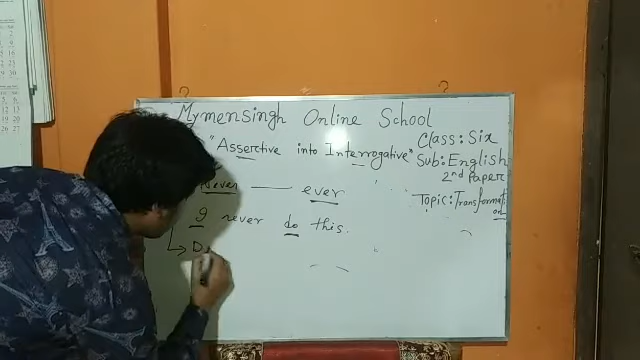 Mymensingh Online School
"Assertive into Interrogative"
Class: Six
Sub: English
2nd Paper
Topic: Transformati
on
Never — ever
I never do this.
→ D